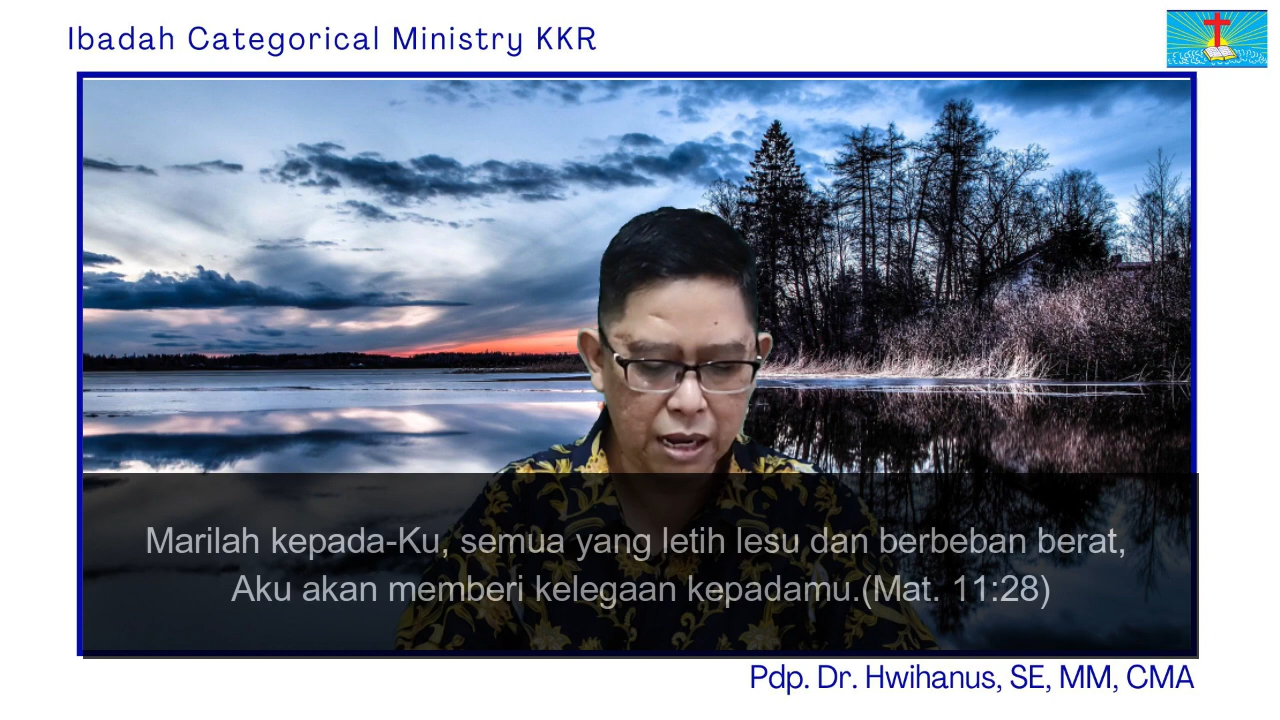 Ibadah Categorical Ministry KKR
Marilah kepada-Ku, semua yang letih lesu dan berbeban berat,
Aku akan memberi kelegaan kepadamu.(Mat. 11:28)
Pdp. Dr. Hwihanus, SE, MM, CMA